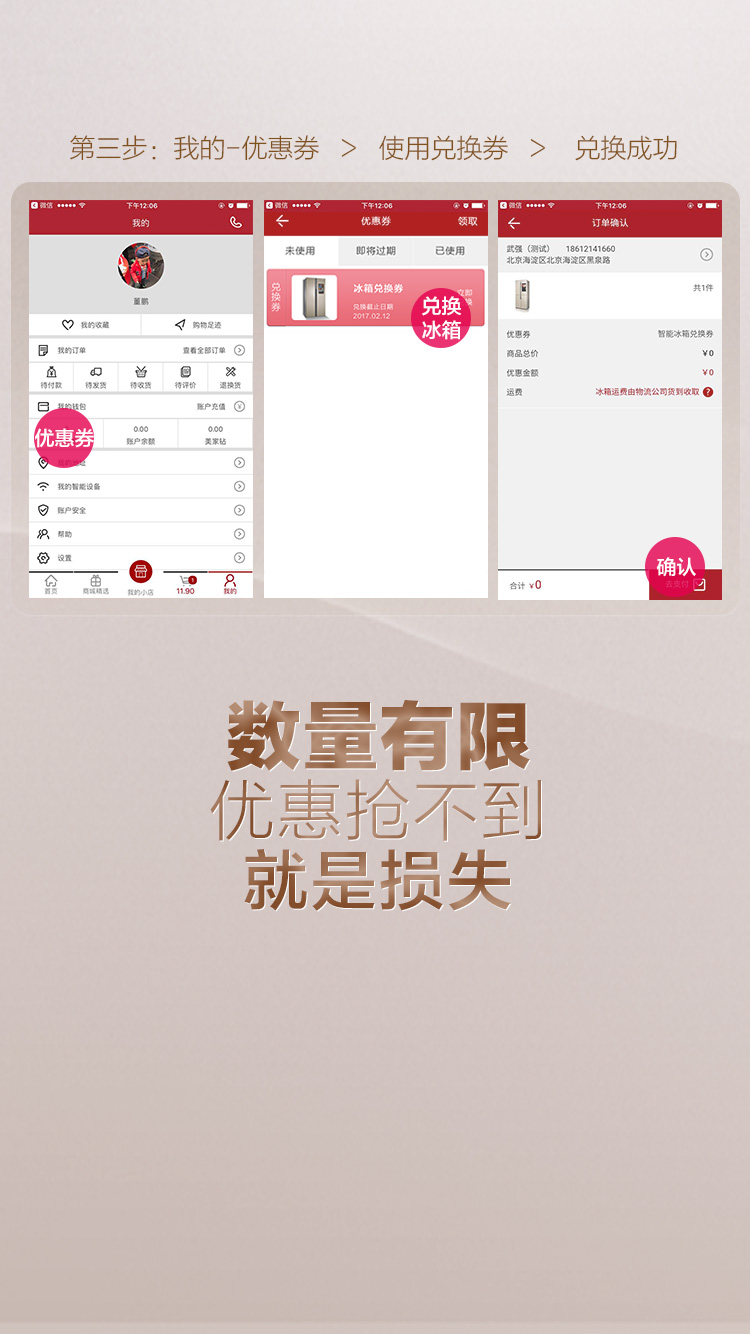 第三步：我的-优惠券 > 使用兑换券 > 兑换成功
微信 下午12:06
我的
董鹏
我的收藏 购物足迹
我的订单 查看全部订单
待付款 待发货 待收货 待评价 退换货
我的钱包 账户充值
优惠券
0.00 0.00
账户余额 美家钻
我的地址
我的智能设备
账户安全
帮助
设置
1
首页 商城精选 我的小店 11.90 我的
微信 下午12:06
优惠券 领取
未使用 即将过期 已使用
兑换券
冰箱兑换券
兑换截止日期
2017.02.12
兑换
冰箱
微信 下午12:06
订单确认
武强（测试） 18612141660
北京海淀区北京海淀区黑泉路
共1件
优惠券 智能冰箱兑换券
商品总价 ¥0
优惠金额 ¥0
运费 冰箱运费由物流公司货到收取 ?
确认
合计 ¥0 去支付
数量有限
优惠抢不到
就是损失